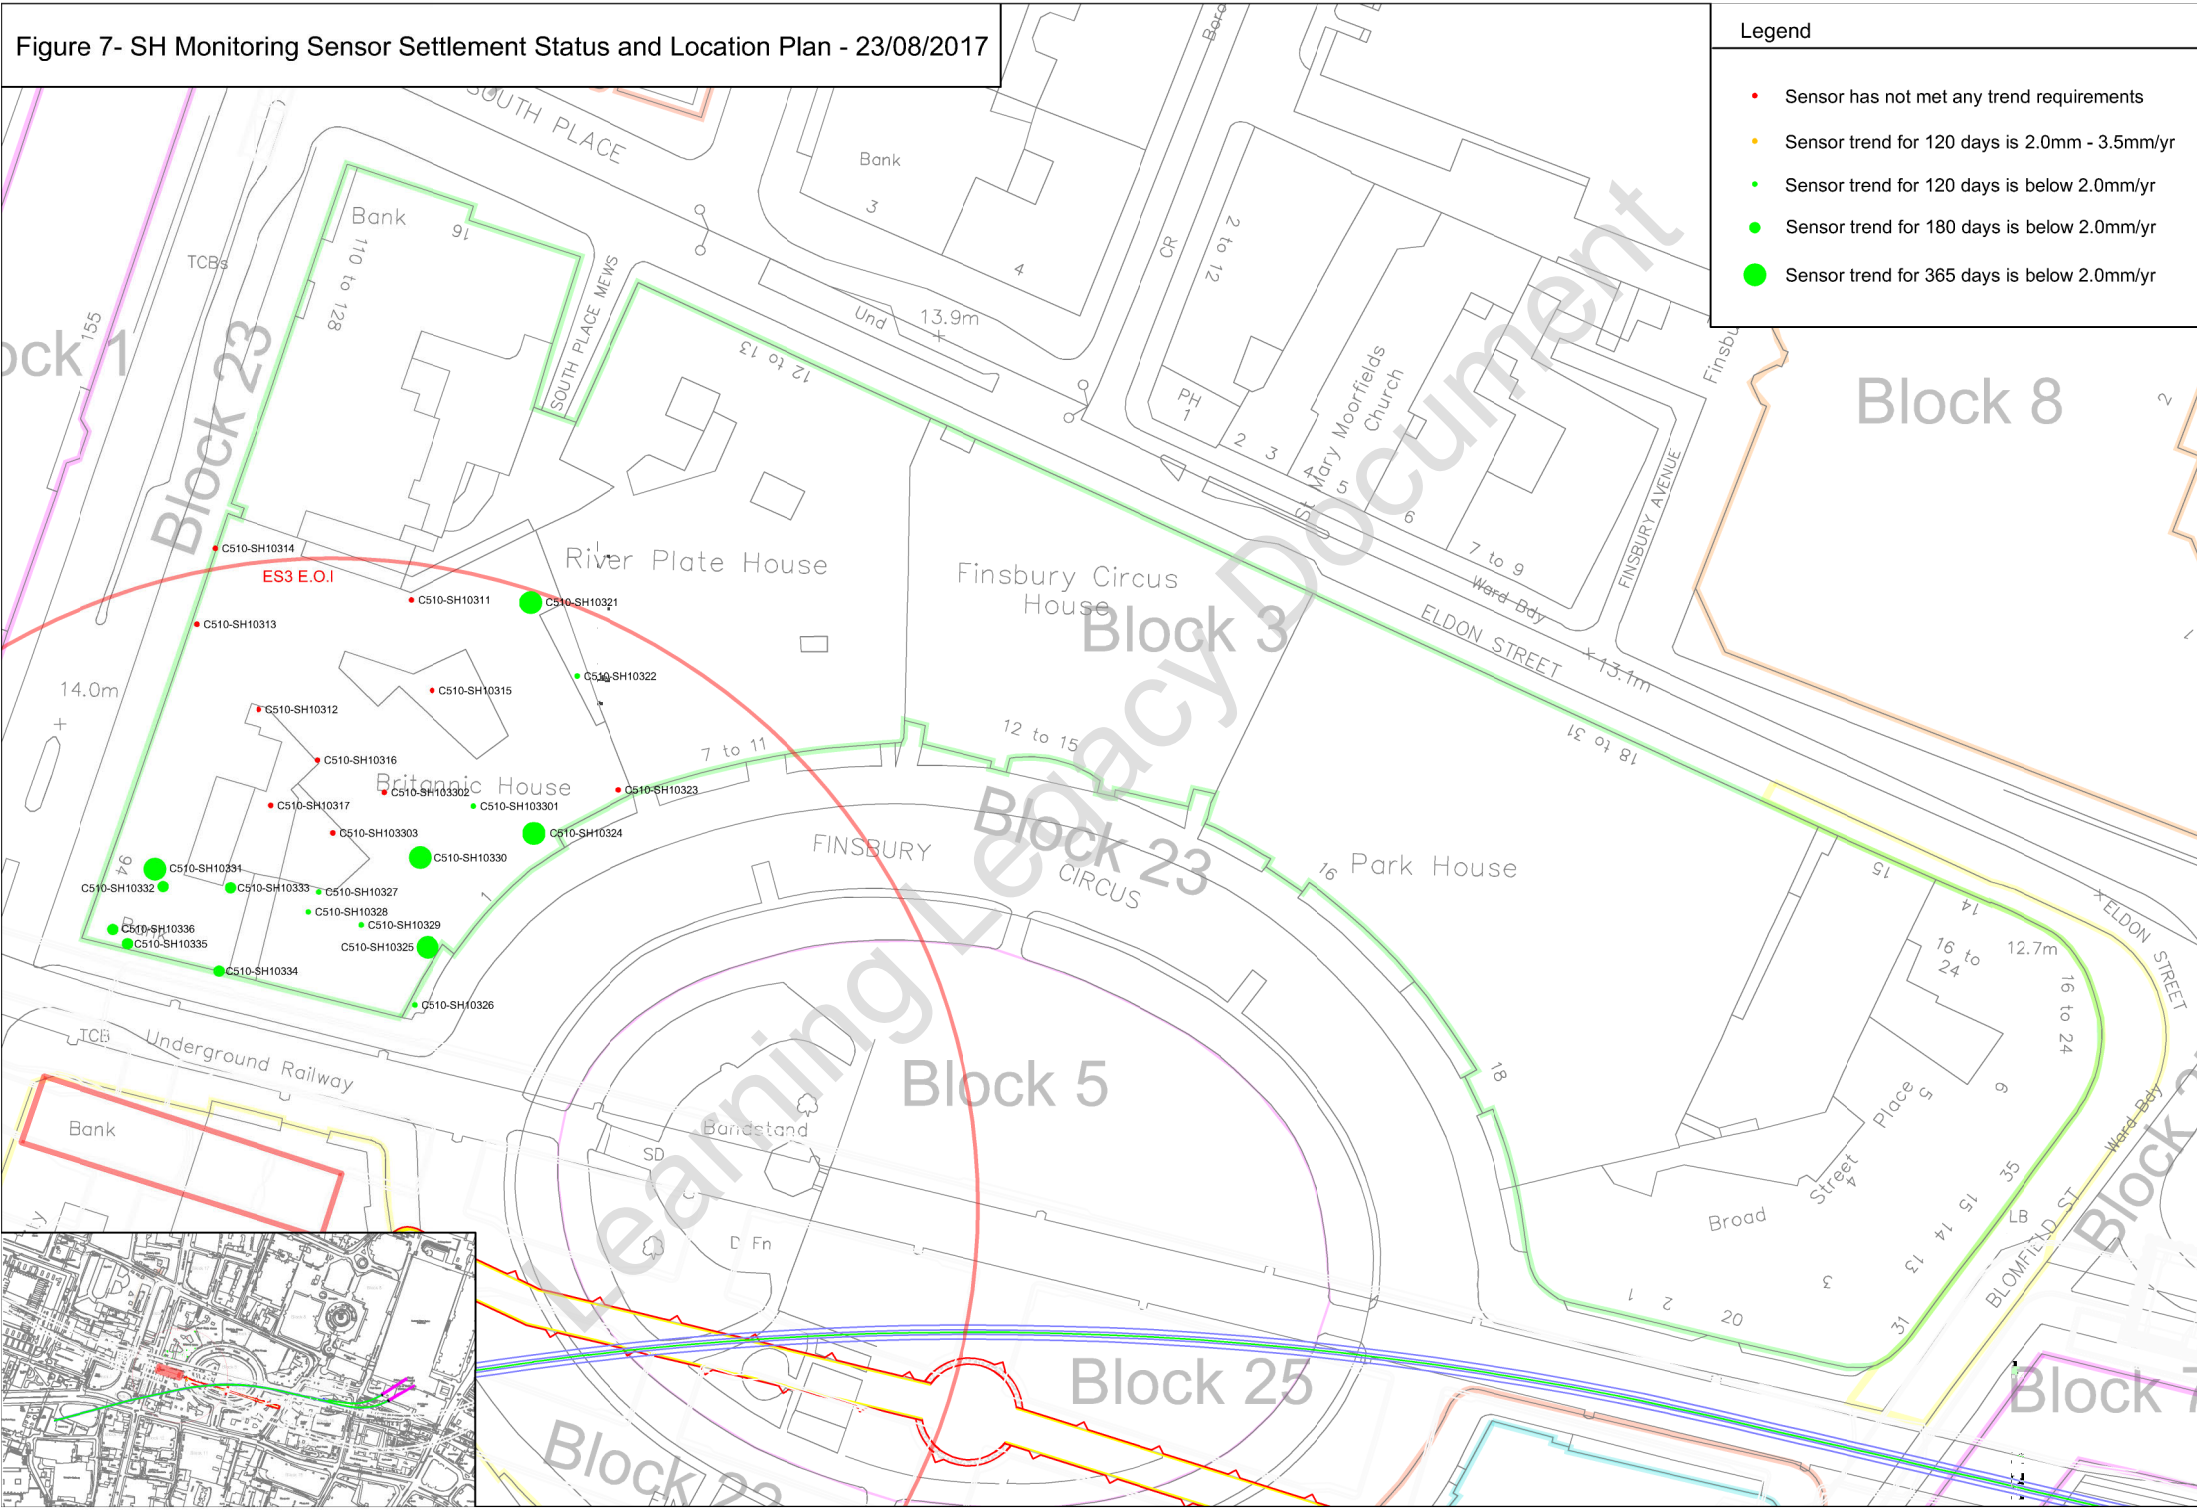 Figure 7- SH Monitoring Sensor Settlement Status and Location Plan - 23/08/2017
Legend
Sensor has not met any trend requirements
Sensor trend for 120 days is 2.0mm - 3.5mm/yr
Sensor trend for 120 days is below 2.0mm/yr
Sensor trend for 180 days is below 2.0mm/yr
Sensor trend for 365 days is below 2.0mm/yr
SOUTH PLACE
Bank
3
4
Bank
16
110 to 128
TCBs
155
Block 23
SOUTH PLACE MEWS
12 to 13
Und
13.9m
CR
2 to 12
PH
1
2
3
4
5
6
7 to 9
St. Mary Moorfields
Church
FINSBURY AVENUE
Block 8
2
Ward Bdy
ELDON STREET
13.1m
C510-SH10314
ES3 E.O.I
C510-SH10311
C510-SH10321
C510-SH10313
C510-SH10322
C510-SH10315
C510-SH10312
C510-SH10316
C510-SH103302
C510-SH103301
C510-SH10317
C510-SH10323
C510-SH103303
C510-SH10324
C510-SH10330
C510-SH10331
C510-SH10332
C510-SH10333
C510-SH10327
C510-SH10328
C510-SH10329
C510-SH10336
C510-SH10335
C510-SH10325
C510-SH10334
C510-SH10326
River Plate House
Finsbury Circus
House
Block 3
14.0m
Britannic House
7 to 11
12 to 15
18 to 31
94
Bank
1
FINSBURY
CIRCUS
Block 23
16
Park House
15
14
16 to
24
12.7m
16 to 24
ELDON
STREET
18
TCB
Underground Railway
Bank
Block 5
Bandstand
SD
D Fn
Place
5
6
Street
4
Broad
35
15
14
13
3
1
2
20
31
LB
BLOMFIELD ST
Ward Bdy
Block 25
Learning Legacy Document